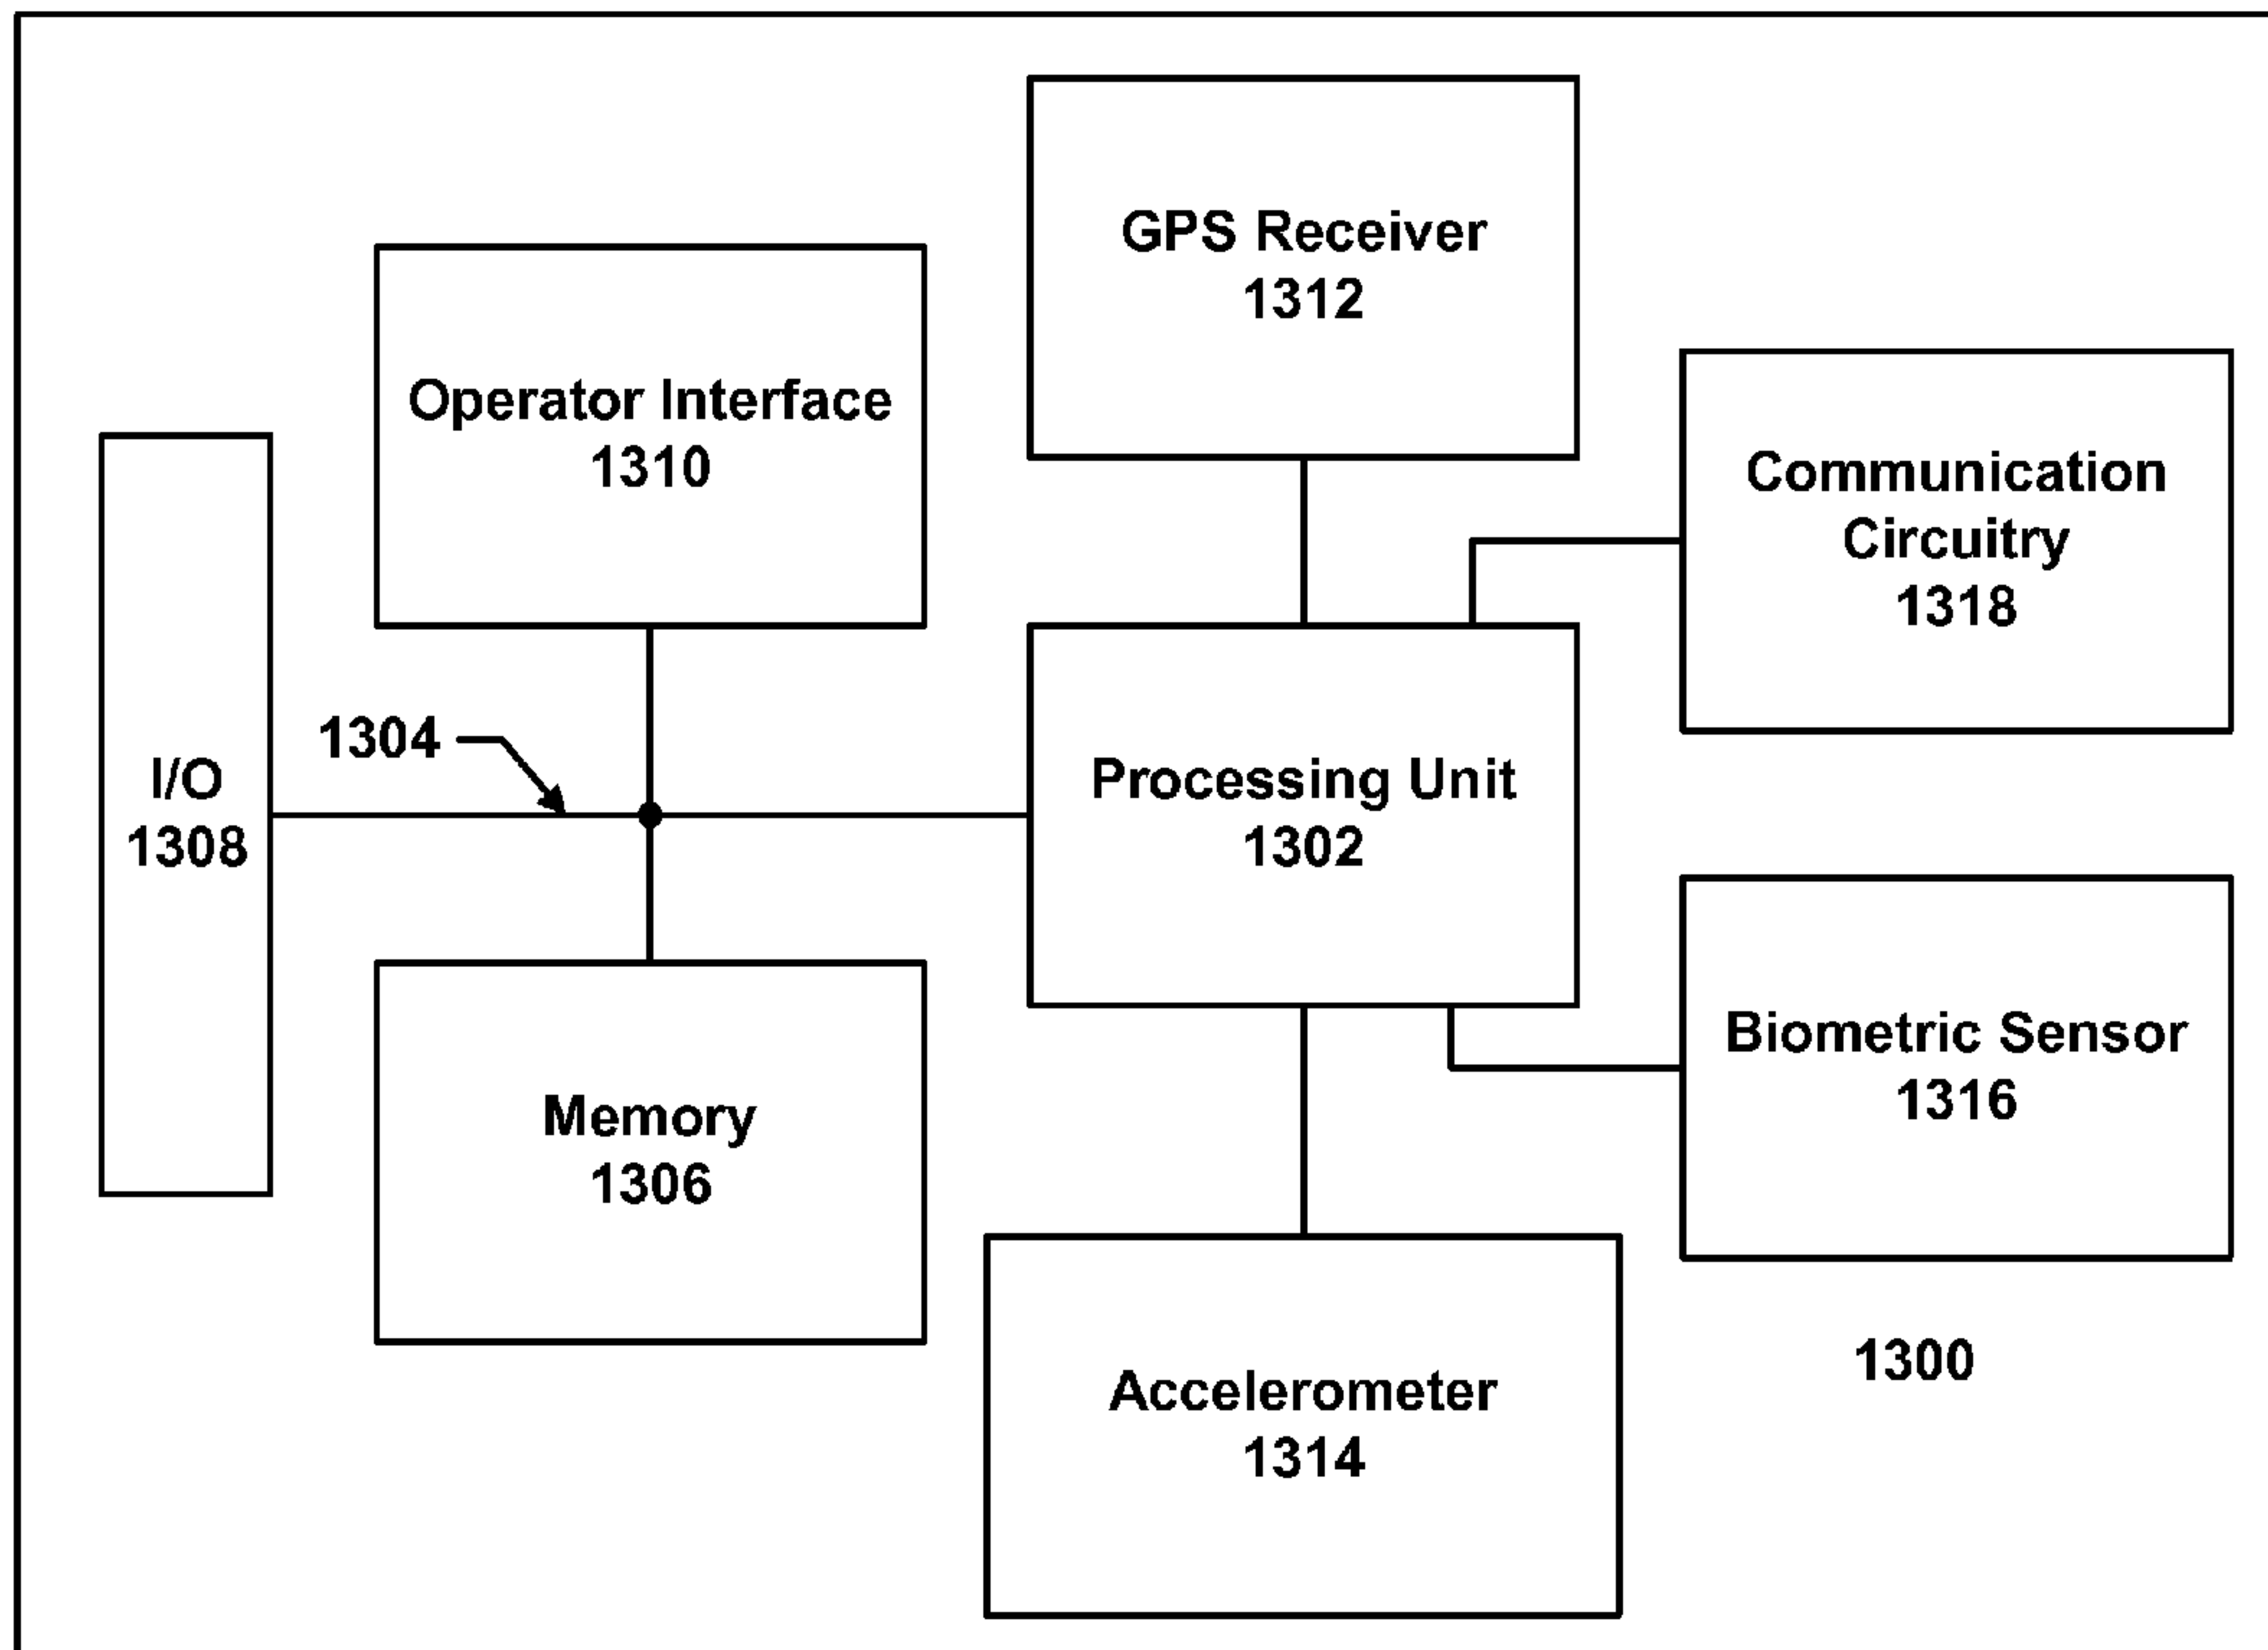 GPS Receiver
1312
Operator Interface
1310
Communication
Circuitry
1318
1304
I/O
1308
Processing Unit
1302
Biometric Sensor
1316
Memory
1306
1300
Accelerometer
1314